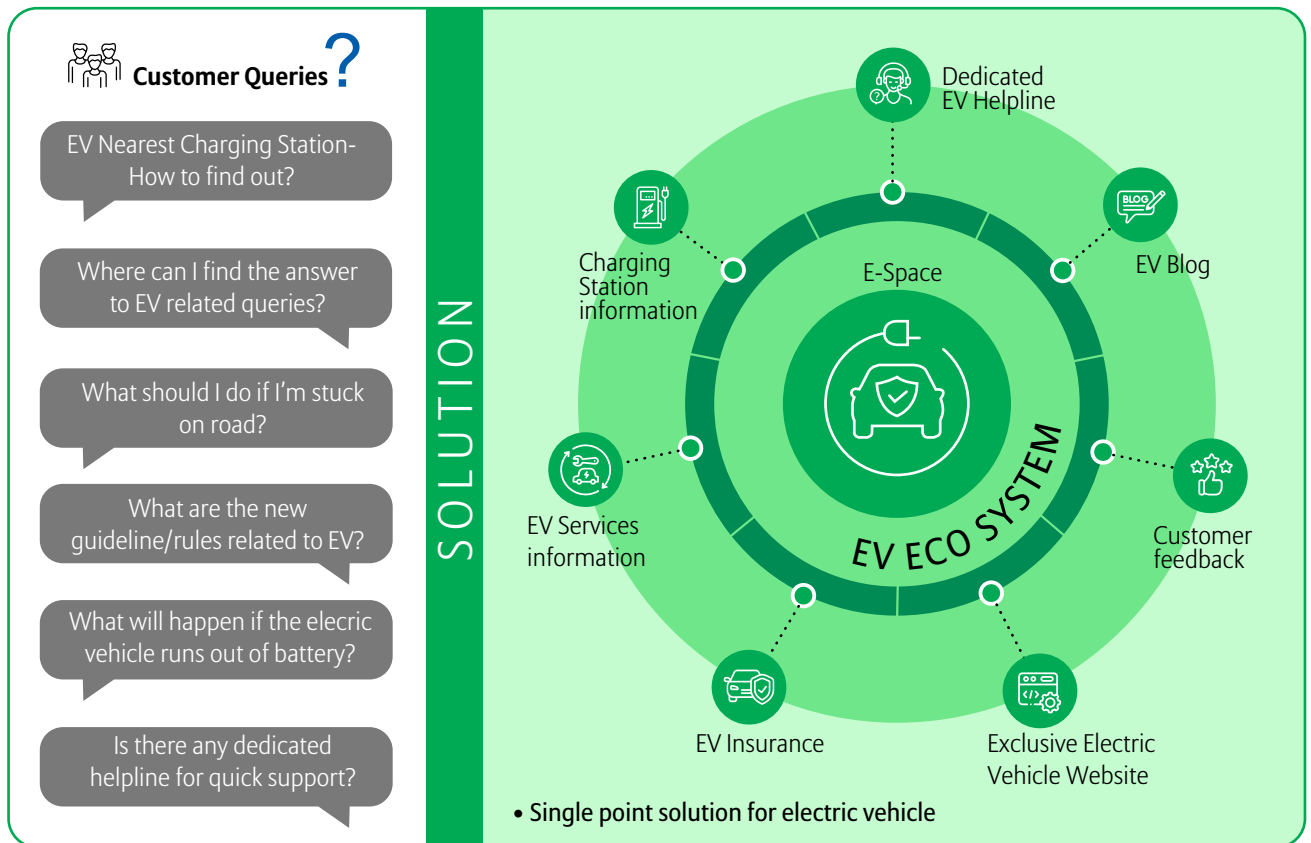 Customer Queries ?
EV Nearest Charging Station-
How to find out?
Where can I find the answer
to EV related queries?
What should I do if I'm stuck
on road?
What are the new
guideline/rules related to EV?
What will happen if the elecric
vehicle runs out of battery?
Is there any dedicated
helpline for quick support?
SOLUTION
Dedicated
EV Helpline
BLOG
EV Blog
Charging
Station
information
E-Space
EV ECO SYSTEM
EV Services
information
Customer
feedback
EV Insurance
Exclusive Electric
Vehicle Website
• Single point solution for electric vehicle